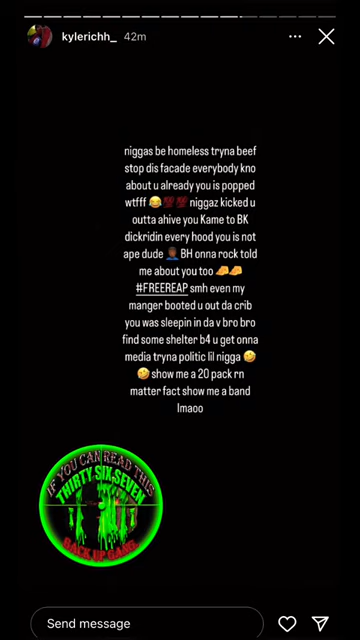 kylerichh_ 42m
niggas be homeless tryna beef
stop dis facade everybody kno
about u already you is popped
wtfff 😂💯💯 niggaz kicked u
outta ahive you Kame to BK
dickridin every hood you is not
ape dude 🤦🏾‍♂️ BH onna rock told
me about you too 🫱🫱
#FREEREAP smh even my
manger booted u out da crib
you was sleepin in da v bro bro
find some shelter b4 u get onna
media tryna politic lil nigga 🤣
🤣 show me a 20 pack rn
matter fact show me a band
lmaoo
IF YOU CAN READ THIS
THIRTY SIX SEVEN
BACK UP GANG
Send message